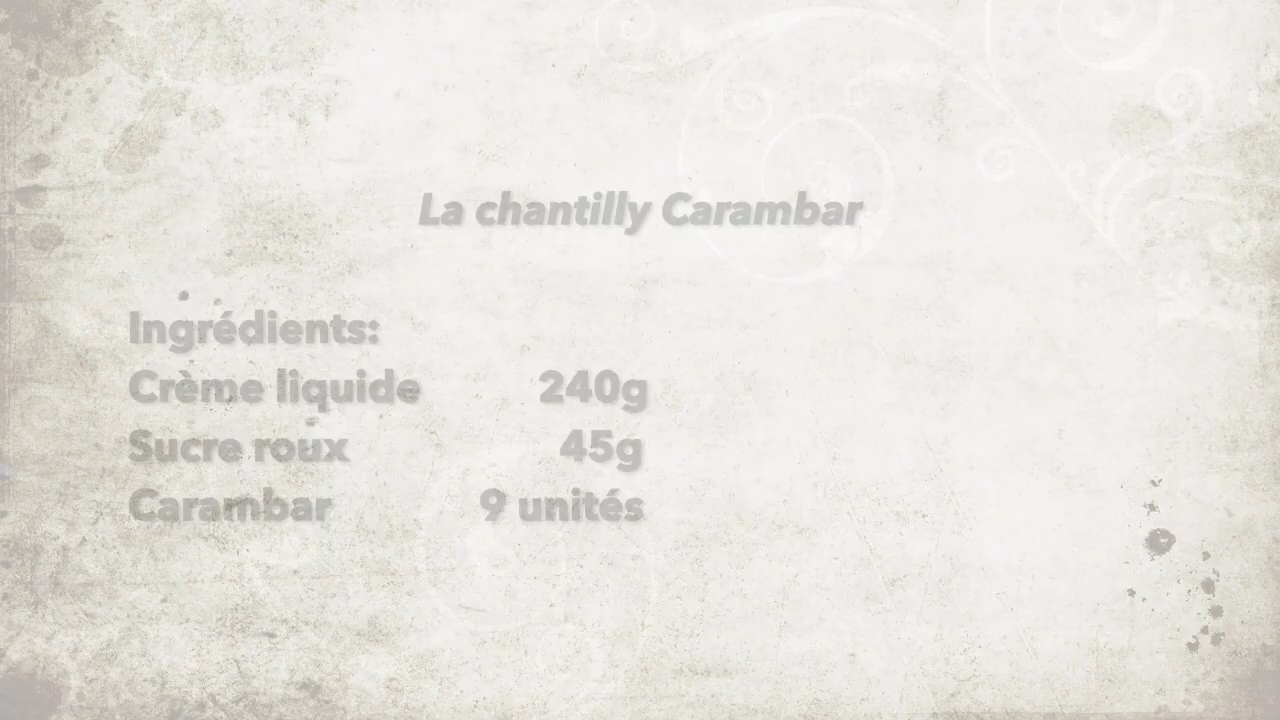 La chantilly Carambar
Ingrédients:
Crème liquide 240g
Sucre roux 45g
Carambar 9 unités